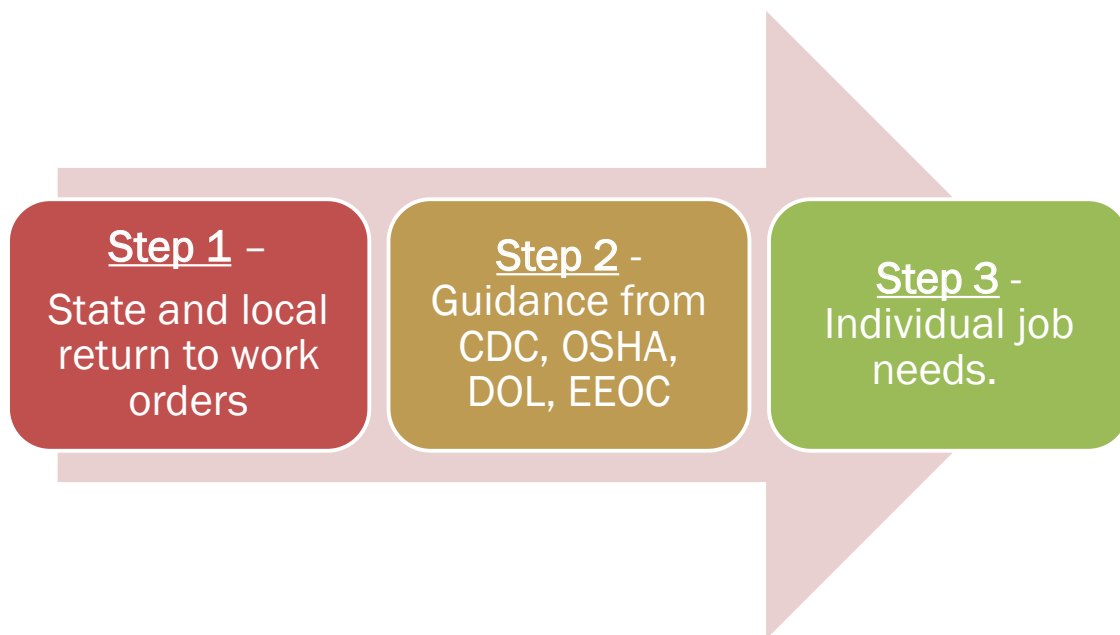 Step 1 –
State and local
return to work
orders
Step 2 -
Guidance from
CDC, OSHA,
DOL, EEOC
Step 3 -
Individual job
needs.